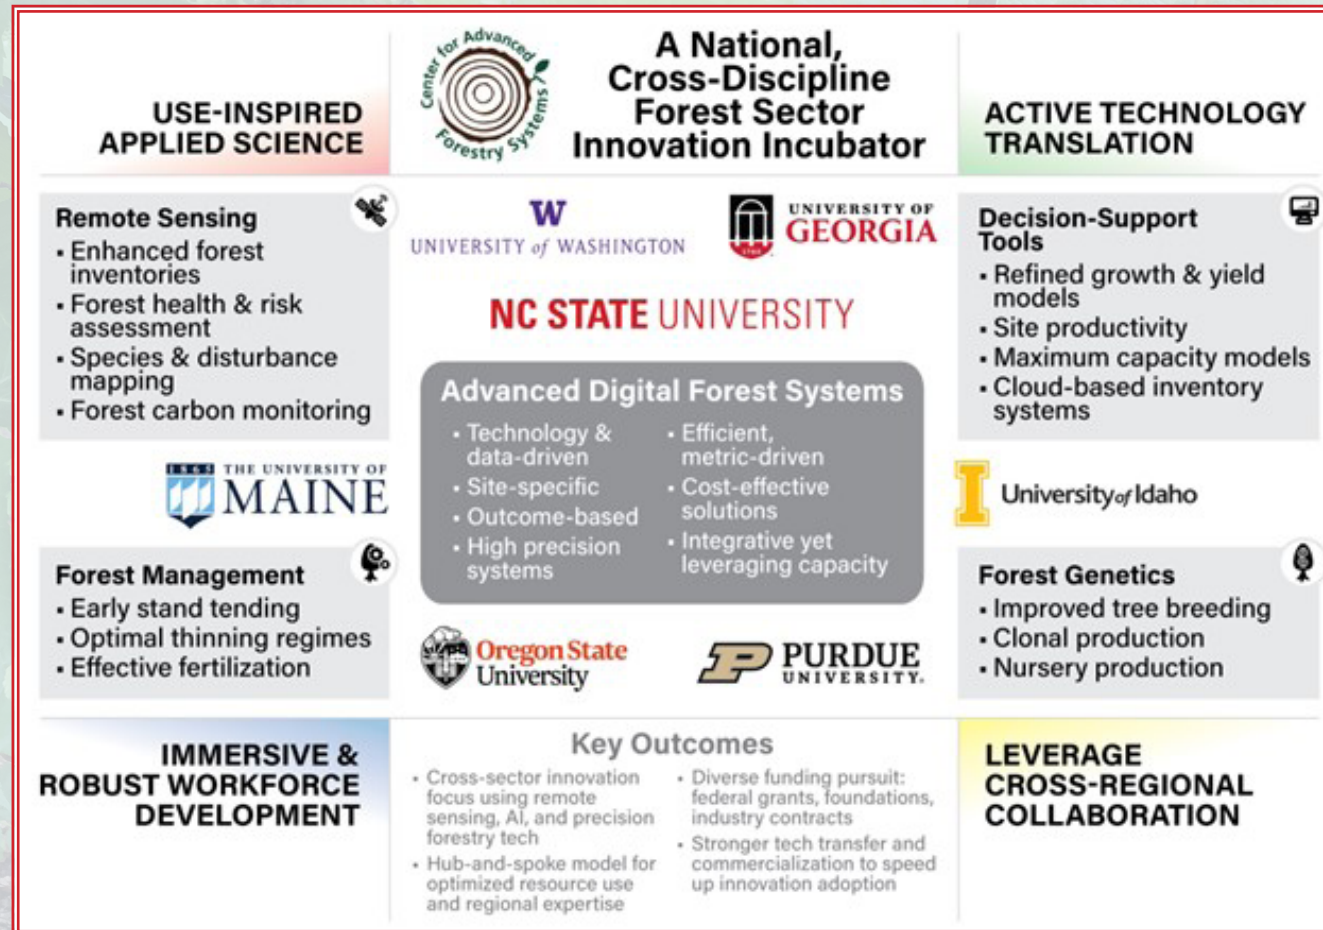 USE-INSPIRED
APPLIED SCIENCE
Center for Advanced
Forestry Systems
A National,
Cross-Discipline
Forest Sector
Innovation Incubator
ACTIVE TECHNOLOGY
TRANSLATION
Remote Sensing
▪ Enhanced forest
inventories
▪ Forest health & risk
assessment
▪ Species & disturbance
mapping
▪ Forest carbon monitoring
W
UNIVERSITY of WASHINGTON
UNIVERSITY OF
GEORGIA
1785
NC STATE UNIVERSITY
Decision-Support
Tools
▪ Refined growth & yield
models
▪ Site productivity
▪ Maximum capacity models
▪ Cloud-based inventory
systems
Advanced Digital Forest Systems
▪ Technology &
data-driven
▪ Site-specific
▪ Outcome-based
▪ High precision
systems
▪ Efficient,
metric-driven
▪ Cost-effective
solutions
▪ Integrative yet
leveraging capacity
1865 THE UNIVERSITY OF
MAINE
I
University of Idaho
Forest Management
▪ Early stand tending
▪ Optimal thinning regimes
▪ Effective fertilization
Oregon State
University
P
PURDUE
UNIVERSITY®
Forest Genetics
▪ Improved tree breeding
▪ Clonal production
▪ Nursery production
IMMERSIVE &
ROBUST WORKFORCE
DEVELOPMENT
Key Outcomes
▪ Cross-sector innovation
focus using remote
sensing, AI, and precision
forestry tech
▪ Hub-and-spoke model for
optimized resource use
and regional expertise
▪ Diverse funding pursuit:
federal grants, foundations,
industry contracts
▪ Stronger tech transfer and
commercialization to speed
up innovation adoption
LEVERAGE
CROSS-REGIONAL
COLLABORATION